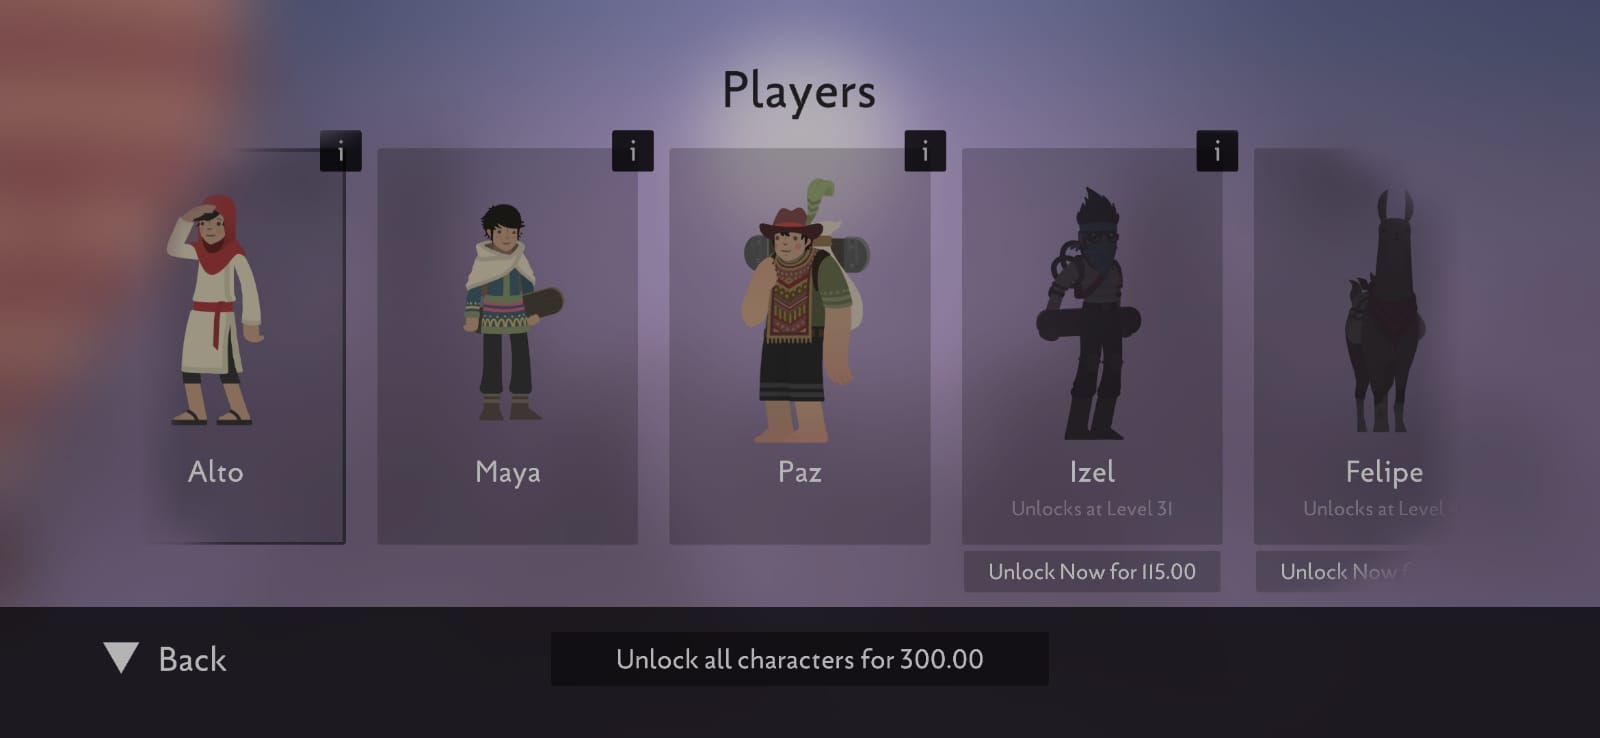 Players
i
i
i
i
Alto
Maya
Paz
Izel
Felipe
Unlocks at Level 31
Unlocks at Level
Unlock Now for 115.00
Unlock Now
Back
Unlock all characters for 300.00